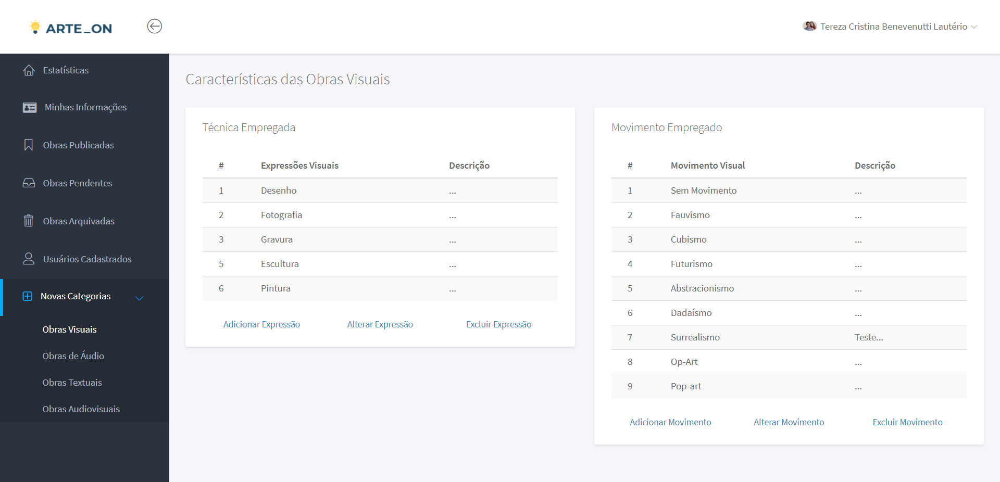 ARTE_ON
Tereza Cristina Benevenutti Lautério
Estatísticas
Minhas Informações
Obras Publicadas
Obras Pendentes
Obras Arquivadas
Usuários Cadastrados
Novas Categorias
Obras Visuais
Obras de Áudio
Obras Textuais
Obras Audiovisuais
Características das Obras Visuais
Técnica Empregada
# Expressões Visuais Descrição
1 Desenho ...
2 Fotografia ...
3 Gravura ...
5 Escultura ...
6 Pintura ...
Adicionar Expressão Alterar Expressão Excluir Expressão
Movimento Empregado
# Movimento Visual Descrição
1 Sem Movimento ...
2 Fauvismo ...
3 Cubismo ...
4 Futurismo ...
5 Abstracionismo ...
6 Dadaísmo ...
7 Surrealismo Teste...
8 Op-Art ...
9 Pop-art ...
Adicionar Movimento Alterar Movimento Excluir Movimento